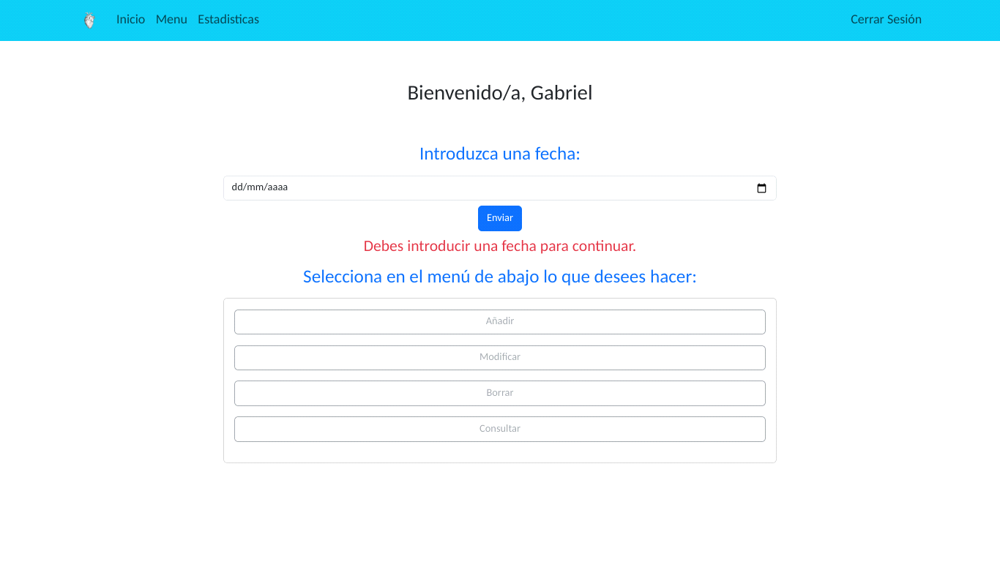 Inicio Menu Estadisticas Cerrar Sesión
Bienvenido/a, Gabriel
Introduzca una fecha:
dd/mm/aaaa
Enviar
Debes introducir una fecha para continuar.
Selecciona en el menú de abajo lo que desees hacer:
Añadir
Modificar
Borrar
Consultar